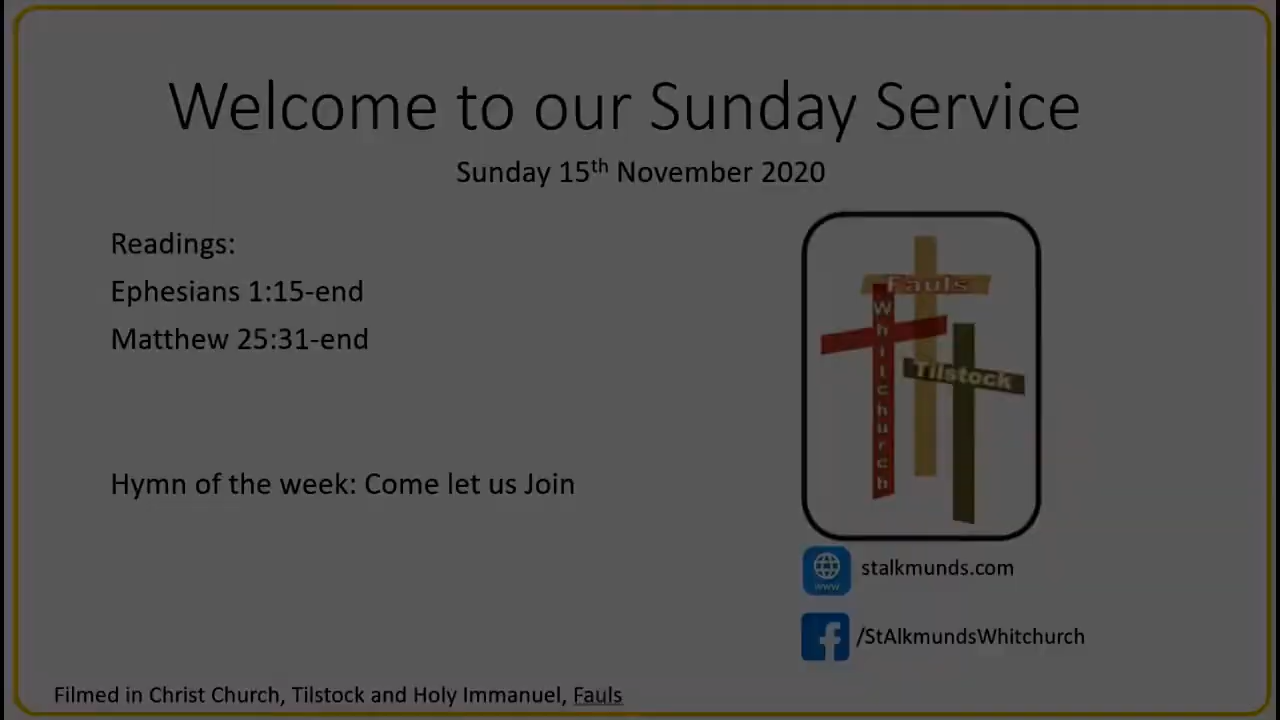 Welcome to our Sunday Service
Sunday 15th November 2020
Readings:
Ephesians 1:15-end
Matthew 25:31-end
Hymn of the week: Come let us Join
Fauls
Whitchurch
Tilstock
www
stalkmunds.com
/StAlkmundsWhitchurch
Filmed in Christ Church, Tilstock and Holy Immanuel, Fauls